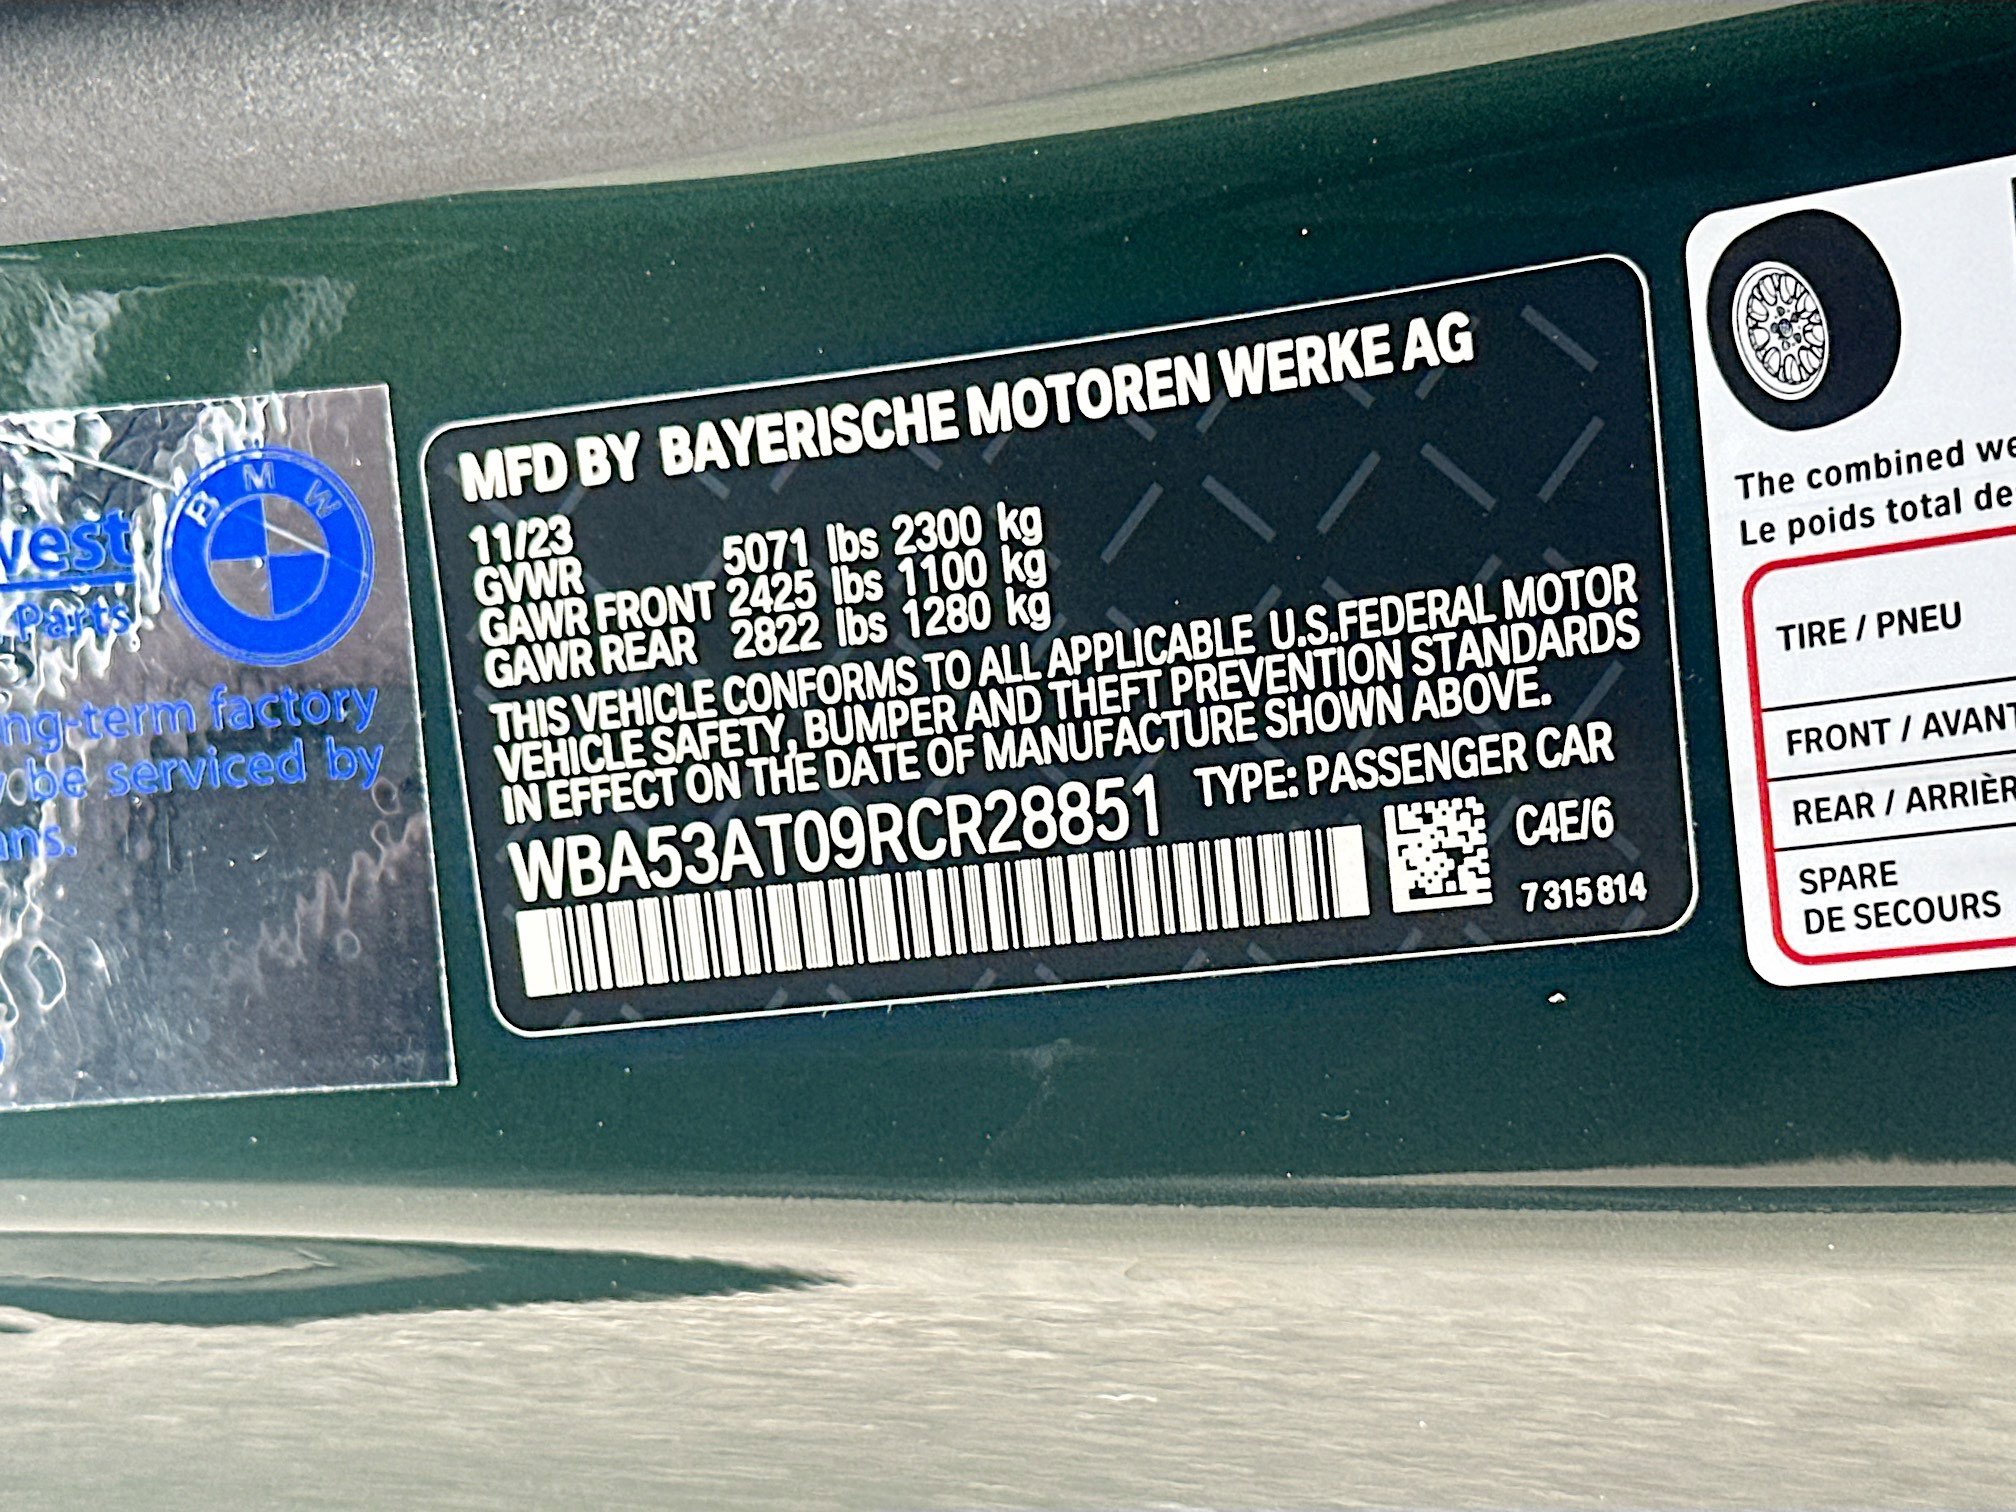 vest
Parts
BMW
ng-term factory
be serviced by
ans.
MFD BY BAYERISCHE MOTOREN WERKE AG
11/23
GVWR 5071 lbs 2300 kg
GAWR FRONT 2425 lbs 1100 kg
GAWR REAR 2822 lbs 1280 kg
THIS VEHICLE CONFORMS TO ALL APPLICABLE U.S.FEDERAL MOTOR
VEHICLE SAFETY, BUMPER AND THEFT PREVENTION STANDARDS
IN EFFECT ON THE DATE OF MANUFACTURE SHOWN ABOVE.
WBA53AT09RCR28851 TYPE: PASSENGER CAR
C4E/6
7 315 814
The combined we
Le poids total de
TIRE / PNEU
FRONT / AVANT
REAR / ARRIÈR
SPARE
DE SECOURS